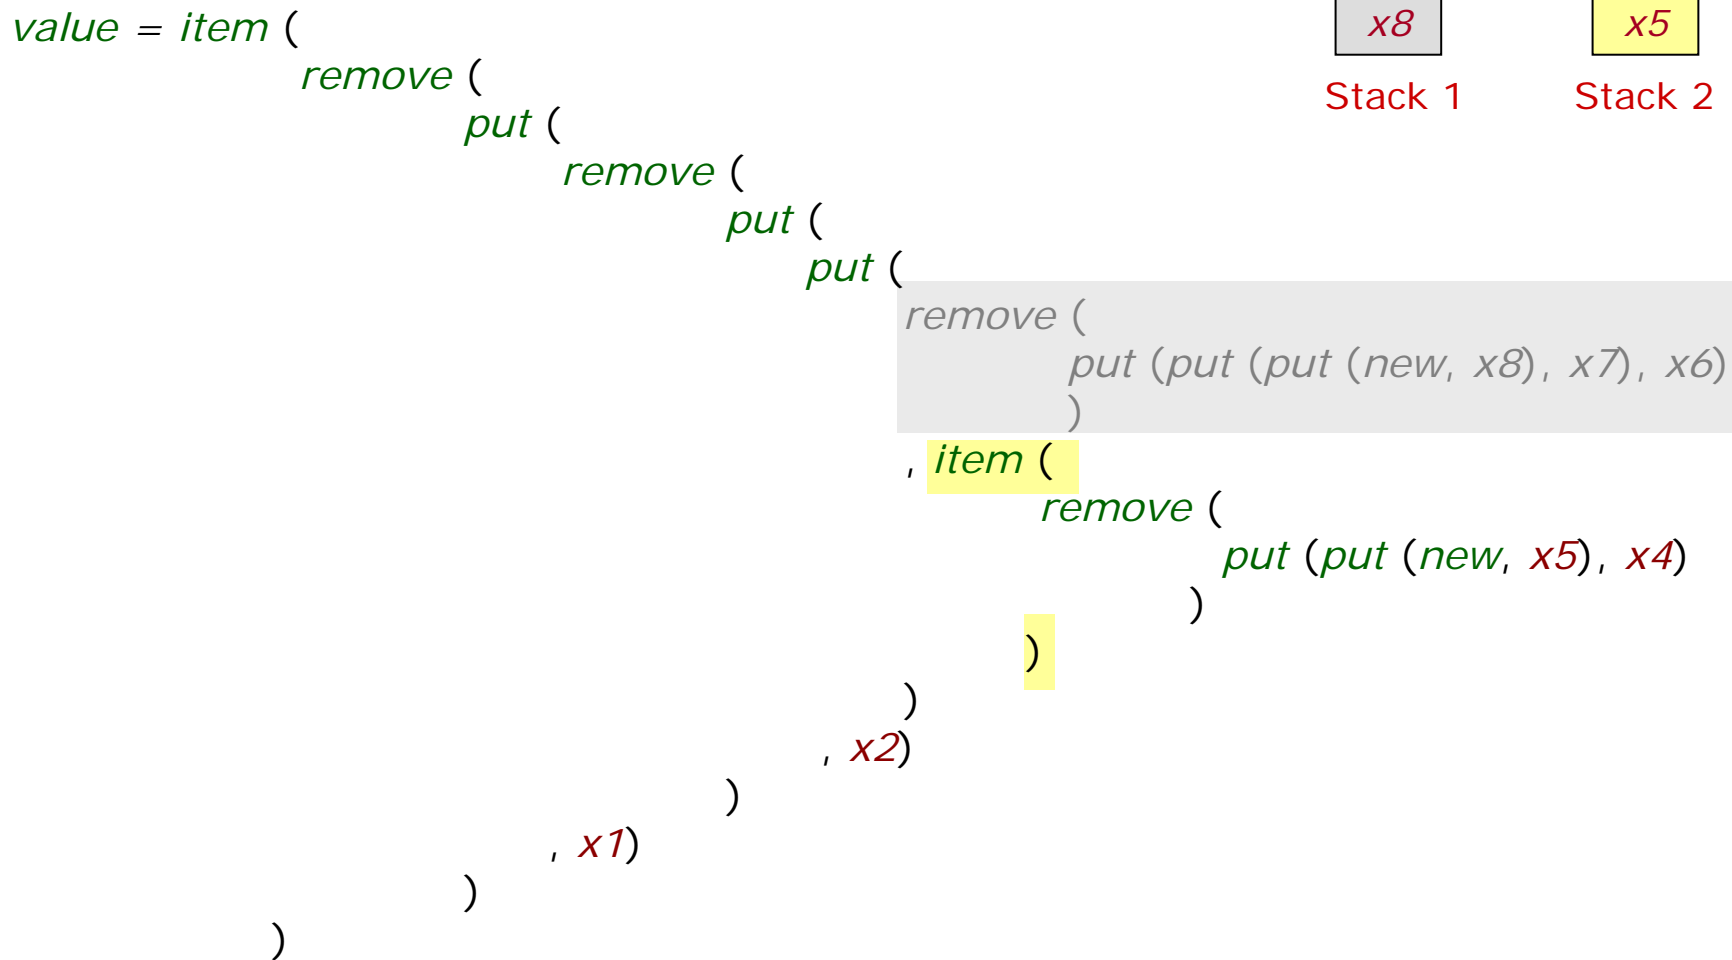 value = item (
x8
x5
remove (
Stack 1
Stack 2
put (
remove (
put (
put (
remove (
put (put (put (new, x8), x7), x6)
)
, item (
remove (
put (put (new, x5), x4)
)
)
)
, x2)
)
, x1)
)
)